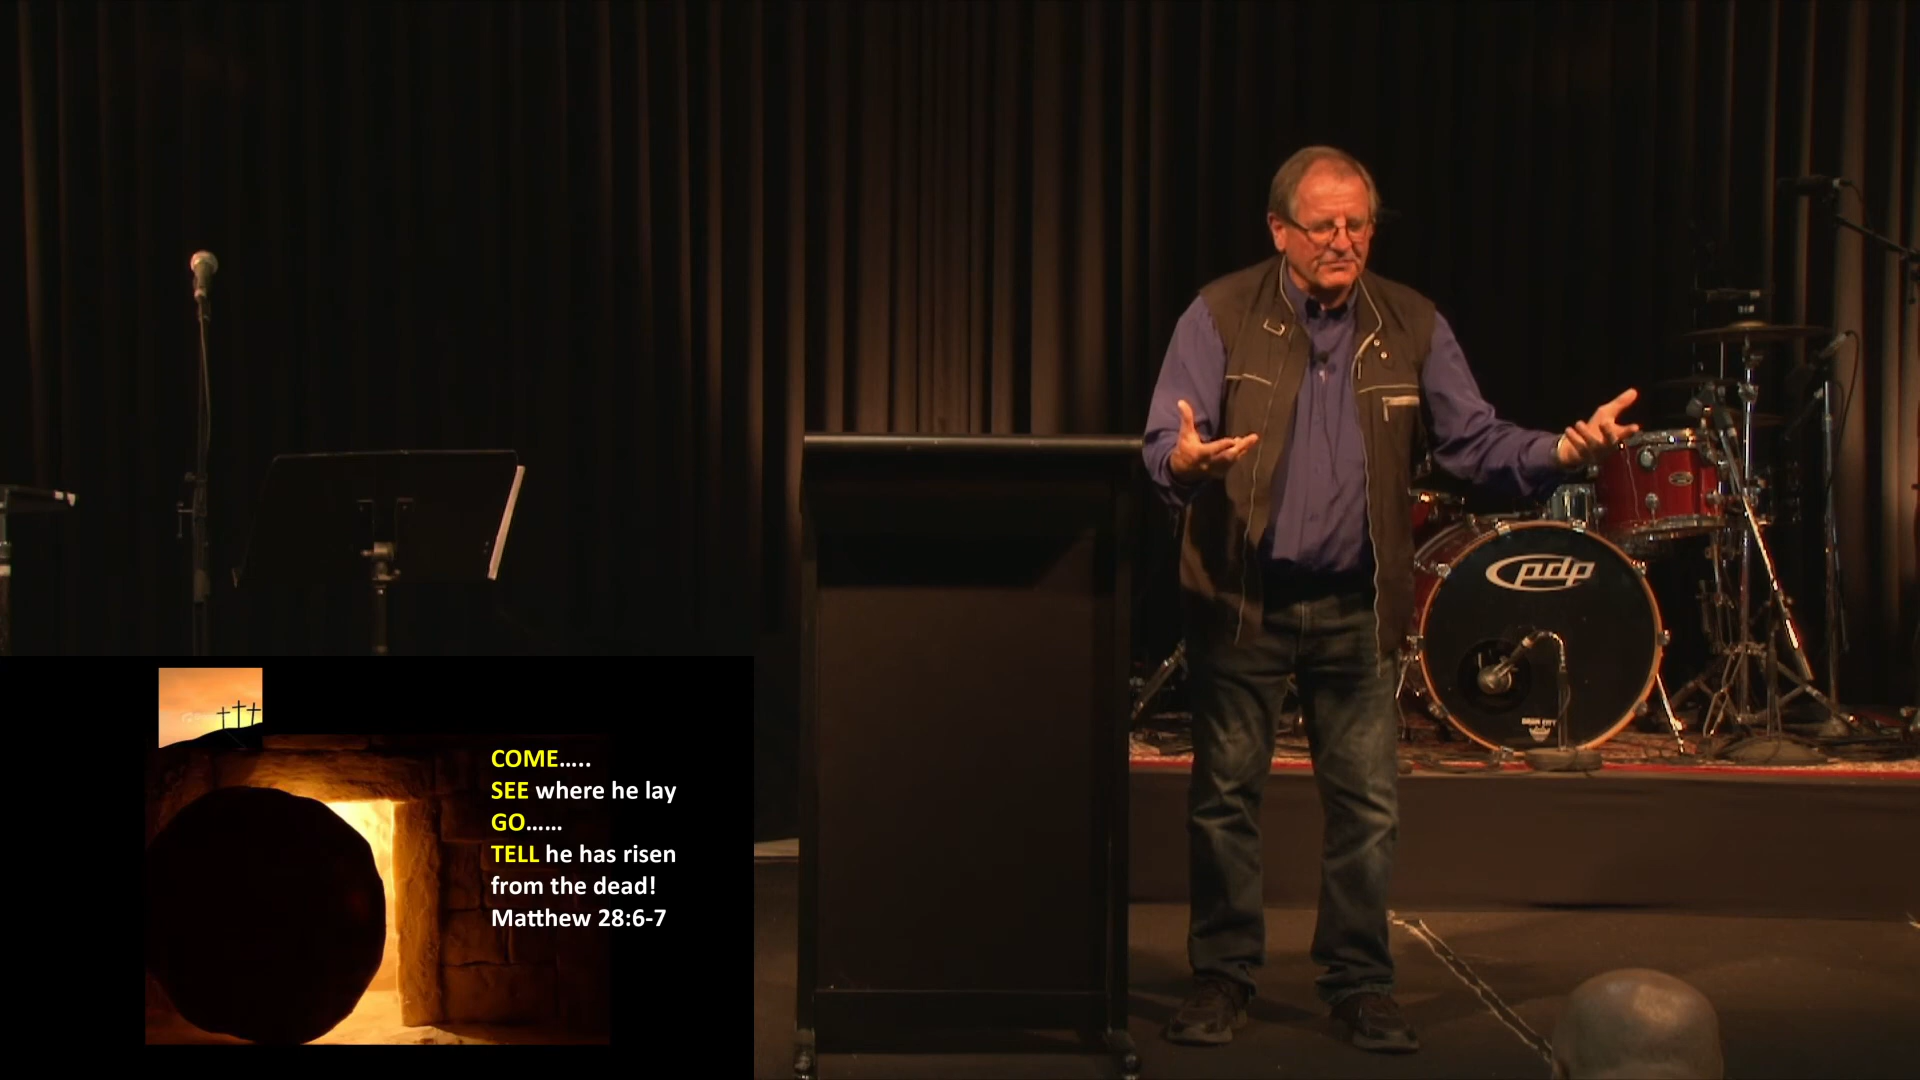 COME.....
SEE where he lay
GO......
TELL he has risen
from the dead!
Matthew 28:6-7
pdp